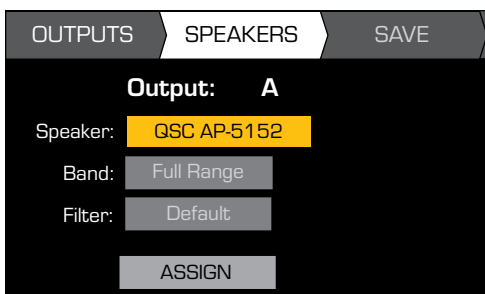 OUTPUTS SPEAKERS SAVE
Output: A
Speaker: QSC AP-5152
Band: Full Range
Filter: Default
ASSIGN